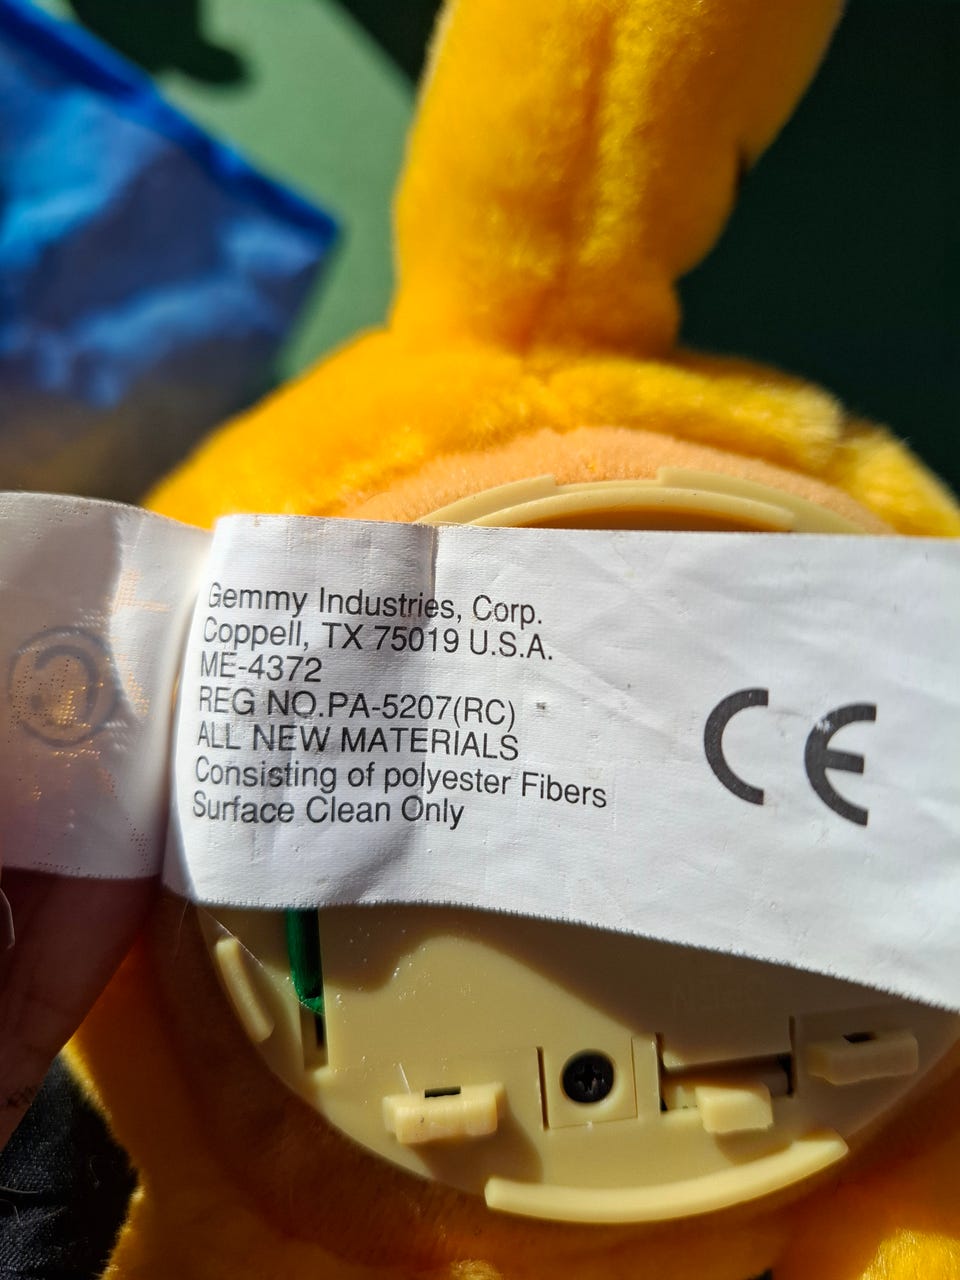 Gemmy Industries, Corp.
Coppell, TX 75019 U.S.A.
ME-4372
REG NO.PA-5207(RC)
ALL NEW MATERIALS
Consisting of polyester Fibers
Surface Clean Only
CE